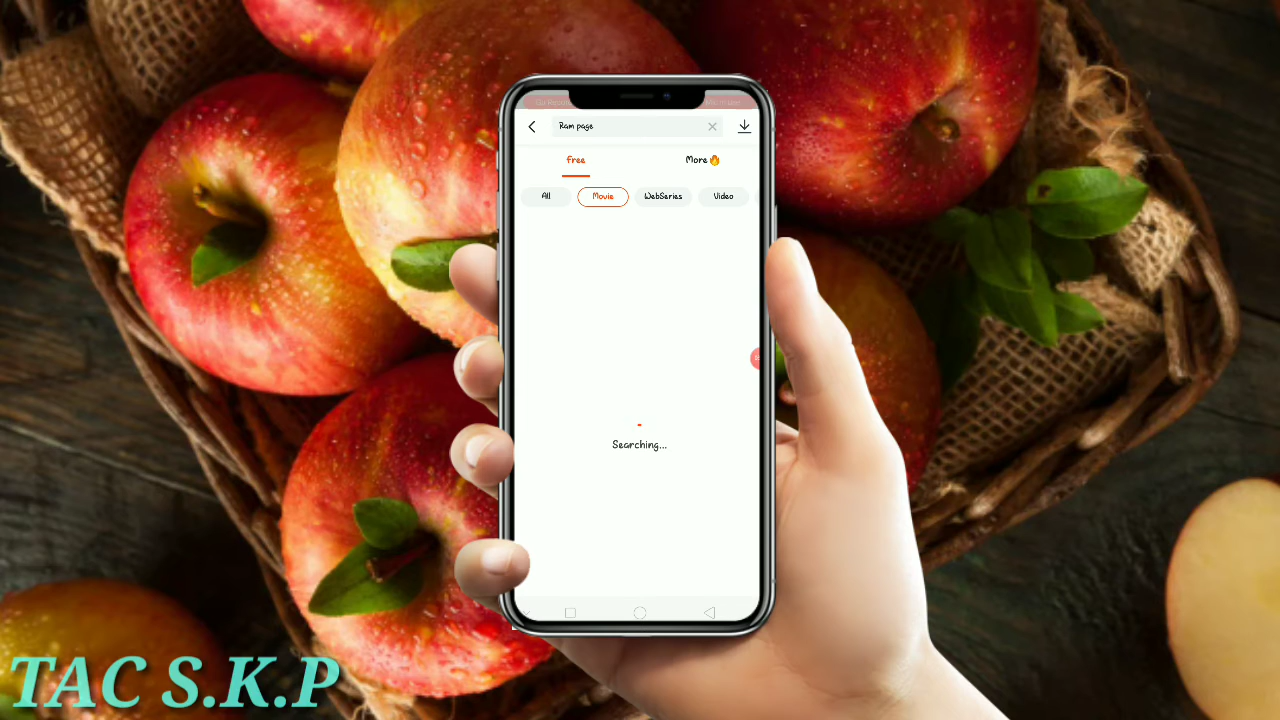 Ram page
free
More🔥
All
Movie
WebSeries
Video
Searching...
TAC S.K.P